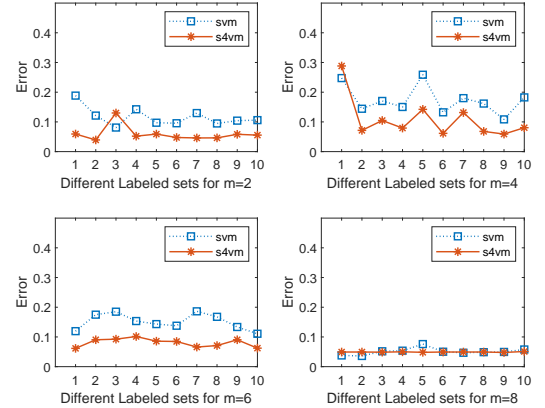 0.4
0.3
0.2
0.1
0
Error
svm
s4vm
1 2 3 4 5 6 7 8 9 10
Different Labeled sets for m=2
0.4
0.3
0.2
0.1
0
Error
svm
s4vm
1 2 3 4 5 6 7 8 9 10
Different Labeled sets for m=4
0.4
0.3
0.2
0.1
0
Error
svm
s4vm
1 2 3 4 5 6 7 8 9 10
Different Labeled sets for m=6
0.4
0.3
0.2
0.1
0
Error
svm
s4vm
1 2 3 4 5 6 7 8 9 10
Different Labeled sets for m=8